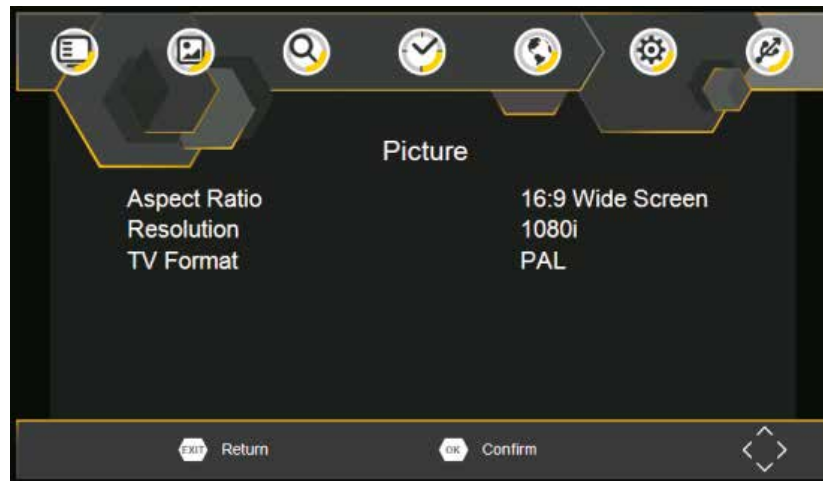 Picture
Aspect Ratio 16:9 Wide Screen
Resolution 1080i
TV Format PAL
EXIT Return OK Confirm